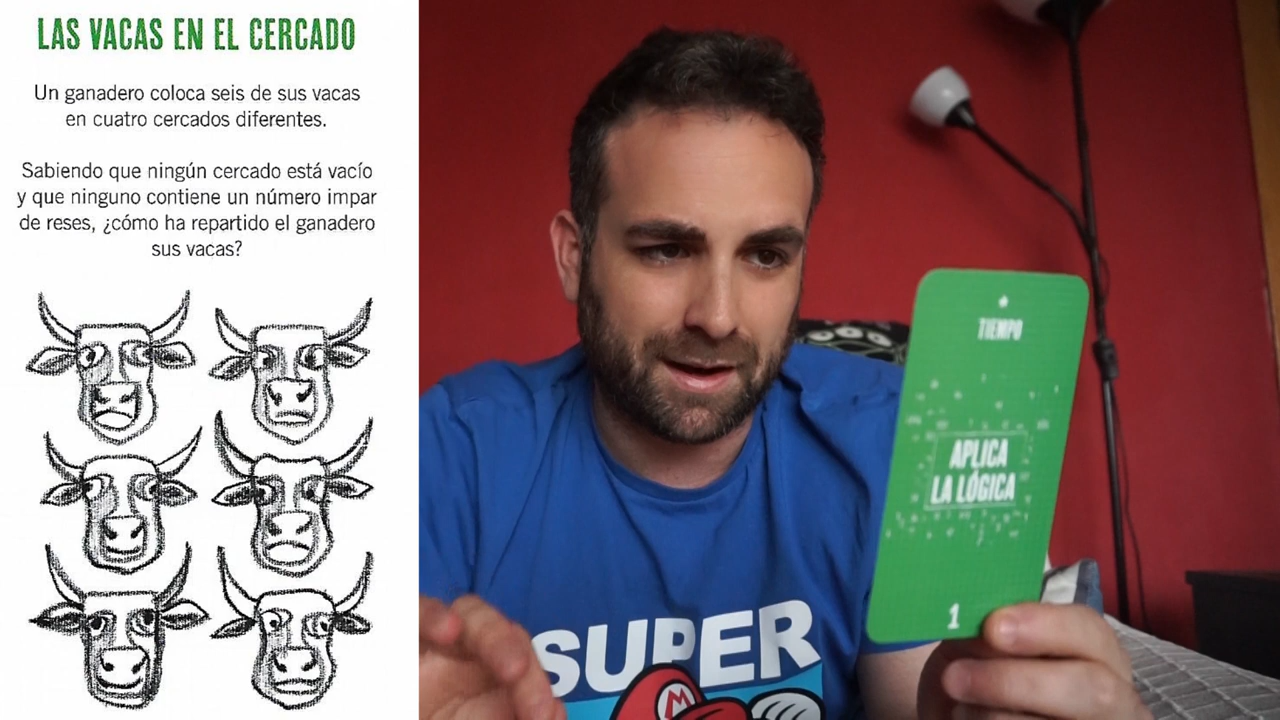 LAS VACAS EN EL CERCADO
Un ganadero coloca seis de sus vacas
en cuatro cercados diferentes.
Sabiendo que ningún cercado está vacío
y que ninguno contiene un número impar
de reses, ¿cómo ha repartido el ganadero
sus vacas?
TIEMPO
APLICA
LA LÓGICA
1
SUPER
M